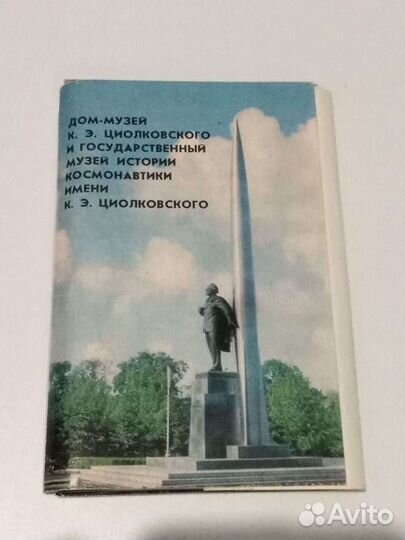 ДОМ-МУЗЕЙ
К. Э. ЦИОЛКОВСКОГО
И ГОСУДАРСТВЕННЫЙ
МУЗЕЙ ИСТОРИИ
КОСМОНАВТИКИ
ИМЕНИ
К. Э. ЦИОЛКОВСКОГО
Avito